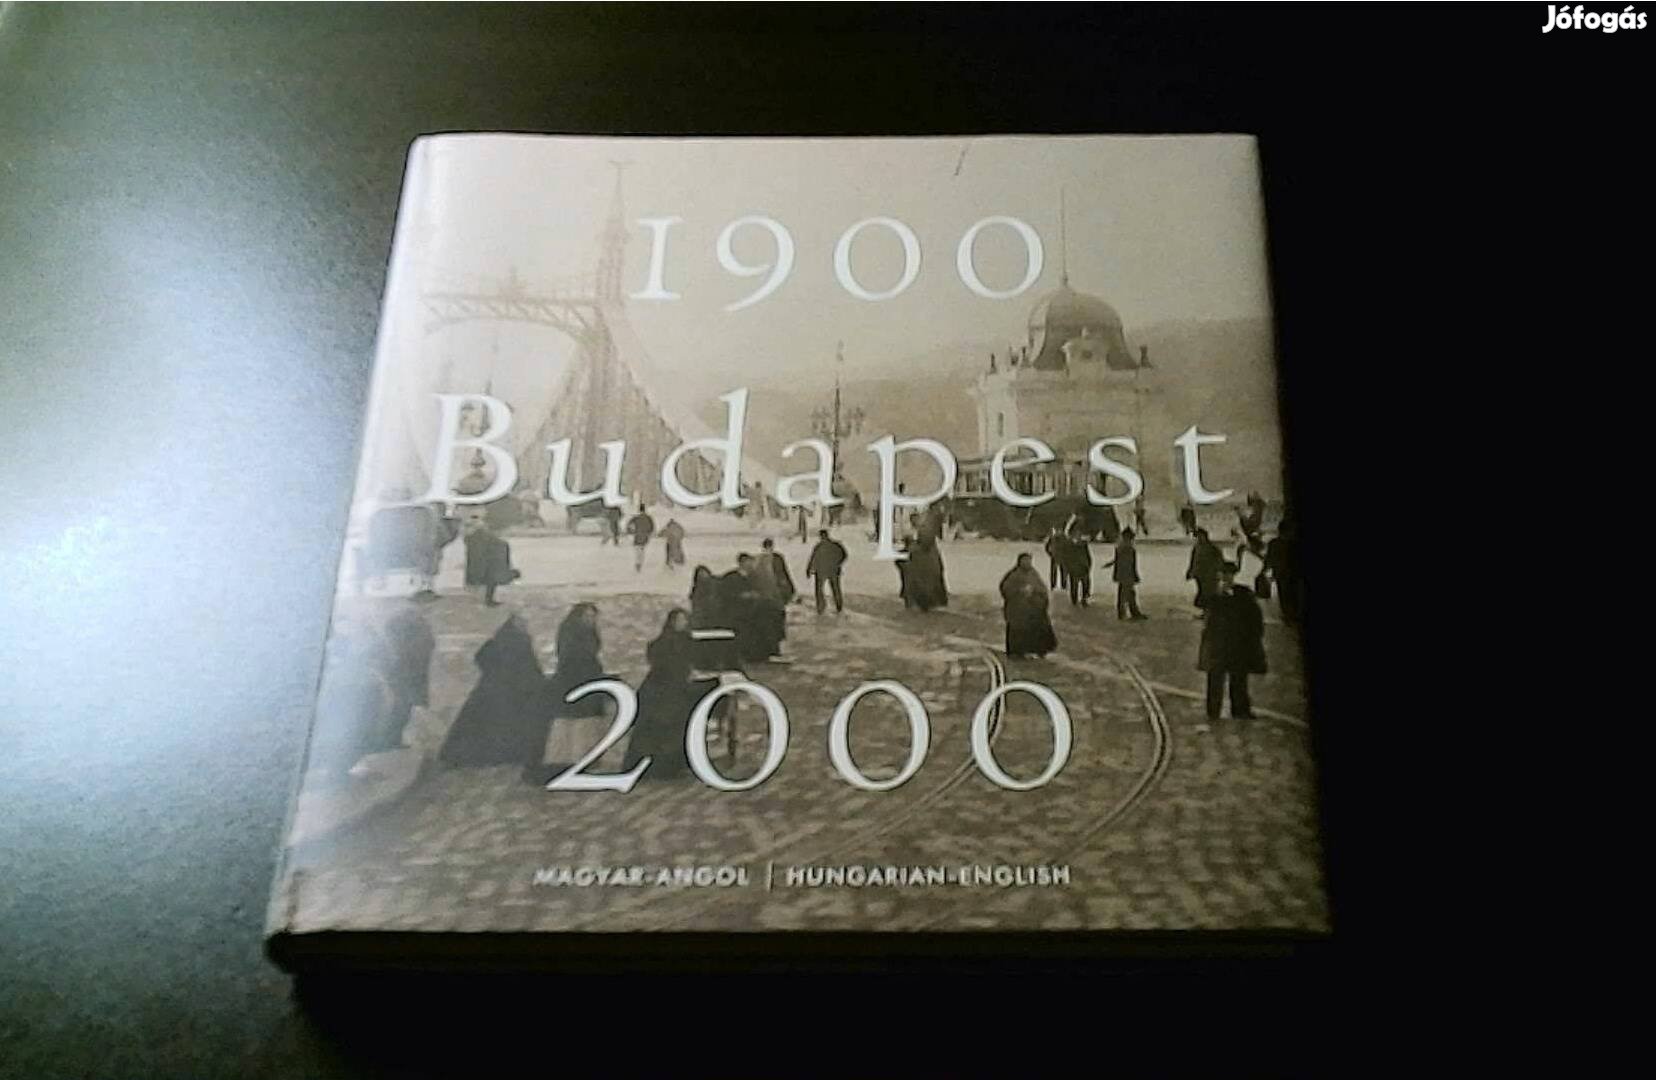 Jófogás
1900
Budapest
–
2000
MAGYAR-ANGOL | HUNGARIAN-ENGLISH